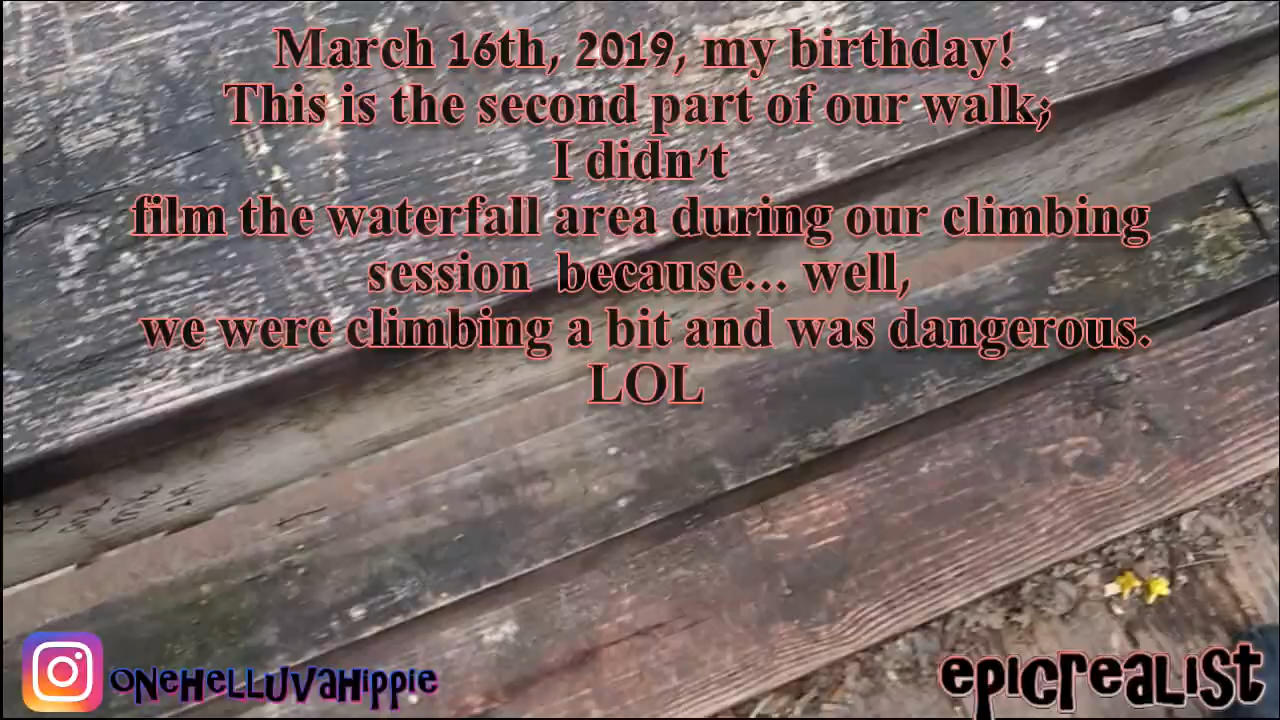 March 16th, 2019, my birthday!
This is the second part of our walk;
I didn't
film the waterfall area during our climbing
session because... well,
we were climbing a bit and was dangerous.
LOL
oNeHeLLUVaHippie
epicrealist